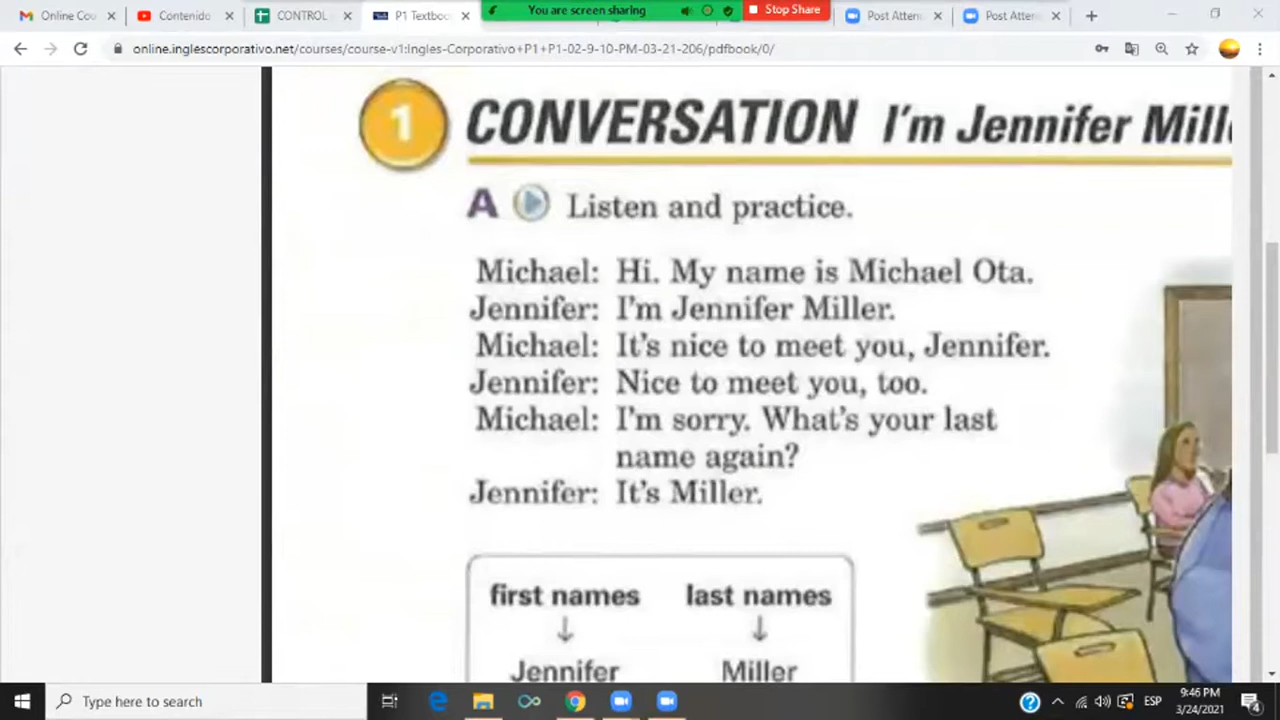 Online Cou
Contenido
CONTROL
P1 Textboo
You are screen sharing
Stop Share
Post Atten
Post Atten
online.inglescorporativo.net/courses/course-v1:Ingles-Corporativo+P1+P1-02-9-10-PM-03-21-206/pdfbook/0/
1 CONVERSATION I'm Jennifer Mill
A Listen and practice.
Michael: Hi. My name is Michael Ota.
Jennifer: I'm Jennifer Miller.
Michael: It's nice to meet you, Jennifer.
Jennifer: Nice to meet you, too.
Michael: I'm sorry. What's your last
name again?
Jennifer: It's Miller.
first names last names
↓ ↓
Jennifer Miller
Type here to search
ESP
9:46 PM
3/24/2021
4